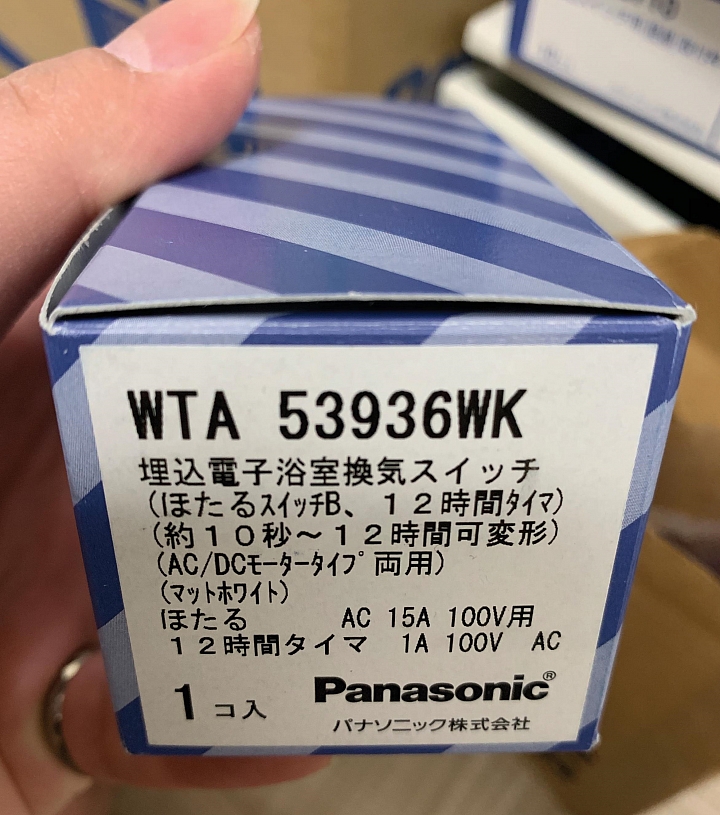 WTA 53936WK
埋込電子浴室換気スイッチ
(ほたるスイッチB、12時間タイマ)
(約10秒～12時間可変形)
(AC/DCモータータイプ両用)
(マットホワイト)
ほたる AC 15A 100V用
12時間タイマ 1A 100V AC
1コ入 Panasonic®
パナソニック株式会社